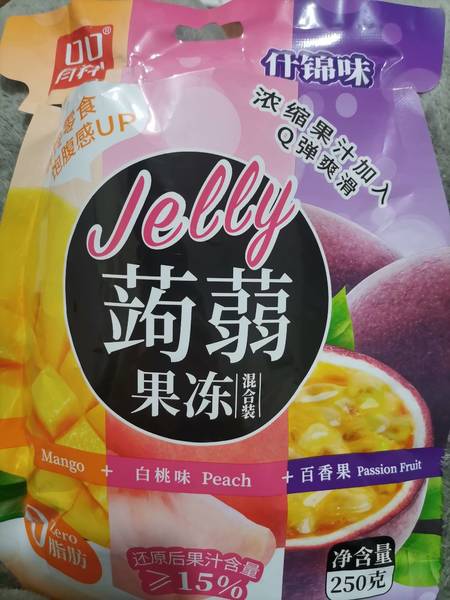 ®
什锦味
食
饱腹感UP
浓缩果汁加入
Q弹爽滑
Jelly
蒟蒻
果冻
混合装
Mango + 白桃味 Peach + 百香果 Passion Fruit
Zero
脂肪
还原后果汁含量
≥15%
净含量
250克